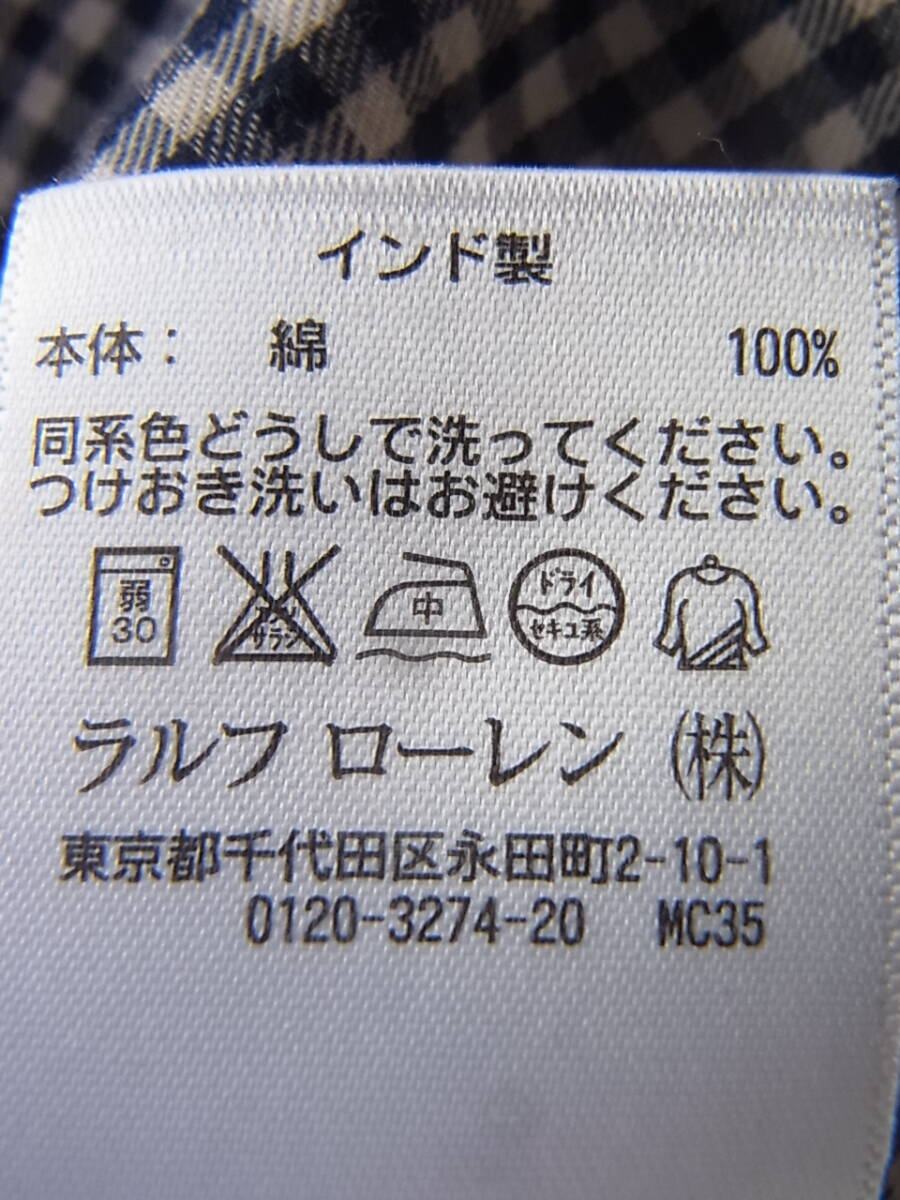 インド製
本体: 綿 100%
同系色どうしで洗ってください。
つけおき洗いはお避けください。
弱 30 エンソ サラシ 中 ドライ セキユ系
ラルフ ローレン (株)
東京都千代田区永田町2-10-1
0120-3274-20 MC35